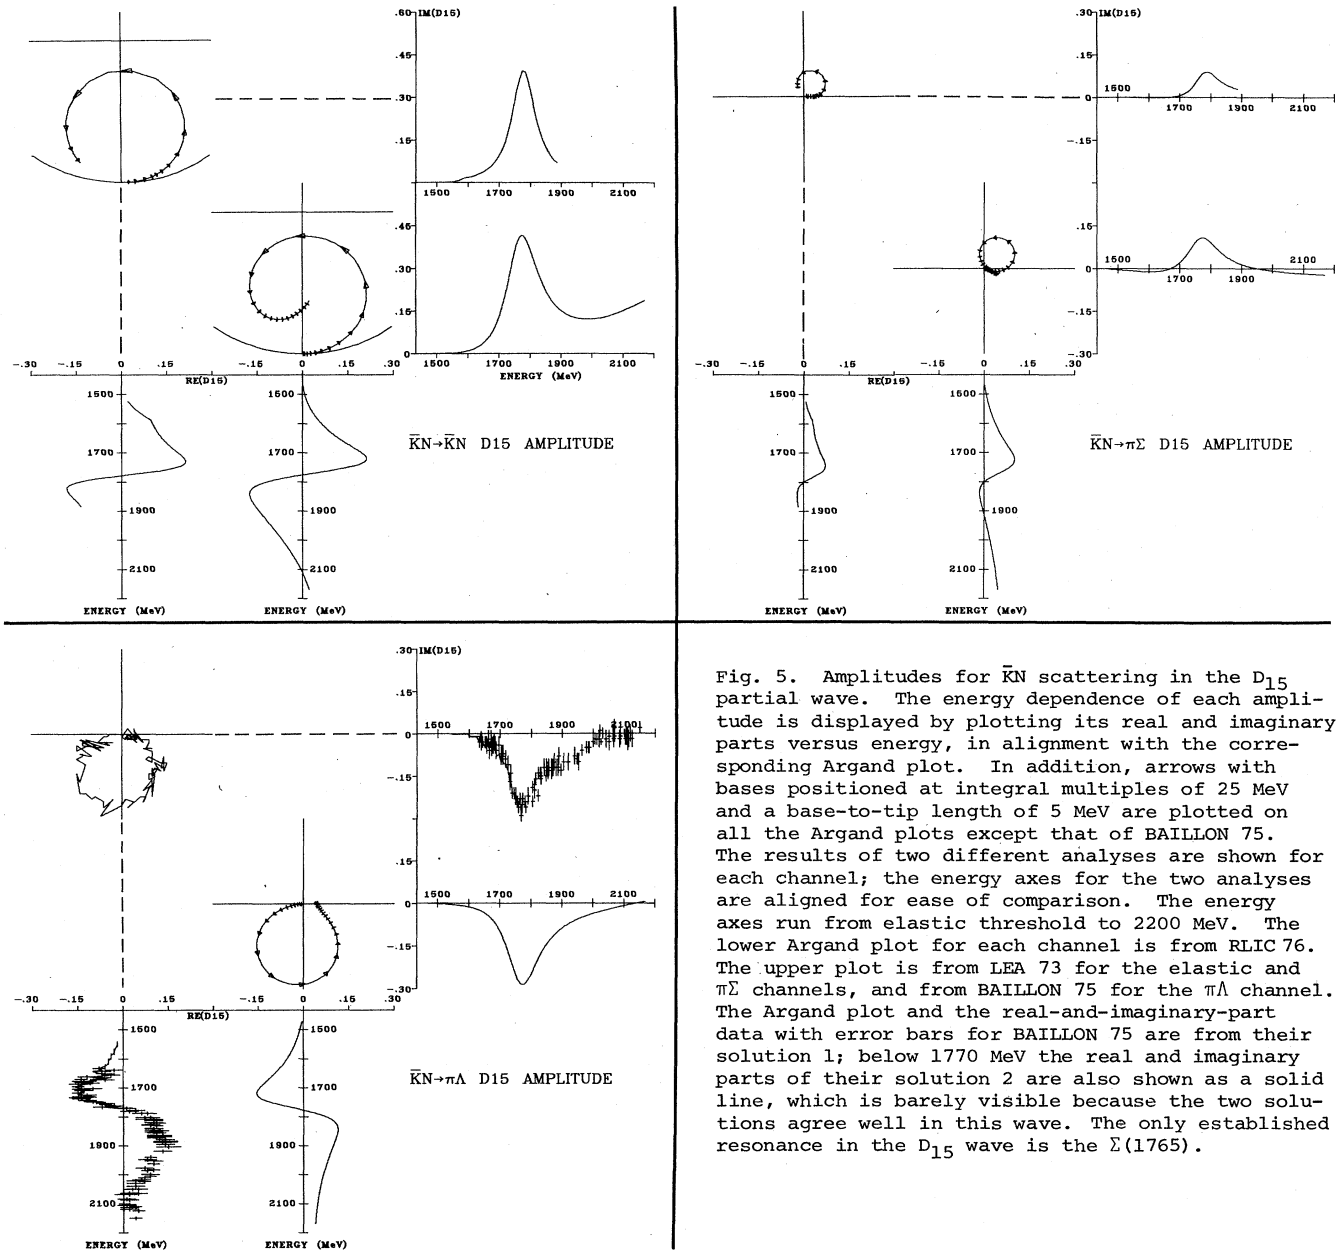 .60 IM(D15)
.45
.30
.15
1500 1700 1900 2100
.45
.30
.15
0
1500 1700 1900 2100
ENERGY (MeV)
-.30 -.15 0 .15 0 .15 .30
RE(D15)
1500
1700
1900
2100
ENERGY (MeV)
1500
1700
1900
2100
ENERGY (MeV)
K̄N→K̄N D15 AMPLITUDE
.30 IM(D15)
.15
0
-.15
1500
1700 1900 2100
.15
0
-.15
-.30
1500 2100
1700 1900
-.30 -.15 0 .15 0 .15 .30
RE(D15)
1500
1700
1900
2100
ENERGY (MeV)
1500
1700
1900
2100
ENERGY (MeV)
K̄N→πΣ D15 AMPLITUDE
.30 IM(D15)
.15
0
-.15
1500 1700 1900 2100
.15
0
-.15
-.30
1500 1700 1900 2100
-.30 -.15 0 .15 0 .15 .30
RE(D15)
1500
1700
1900
2100
ENERGY (MeV)
1500
1700
1900
2100
ENERGY (MeV)
K̄N→πΛ D15 AMPLITUDE
Fig. 5. Amplitudes for K̄N scattering in the D15
partial wave. The energy dependence of each ampli-
tude is displayed by plotting its real and imaginary
parts versus energy, in alignment with the corre-
sponding Argand plot. In addition, arrows with
bases positioned at integral multiples of 25 MeV
and a base-to-tip length of 5 MeV are plotted on
all the Argand plots except that of BAILLON 75.
The results of two different analyses are shown for
each channel; the energy axes for the two analyses
are aligned for ease of comparison. The energy
axes run from elastic threshold to 2200 MeV. The
lower Argand plot for each channel is from RLIC 76.
The upper plot is from LEA 73 for the elastic and
πΣ channels, and from BAILLON 75 for the πΛ channel.
The Argand plot and the real-and-imaginary-part
data with error bars for BAILLON 75 are from their
solution 1; below 1770 MeV the real and imaginary
parts of their solution 2 are also shown as a solid
line, which is barely visible because the two solu-
tions agree well in this wave. The only established
resonance in the D15 wave is the Σ(1765).